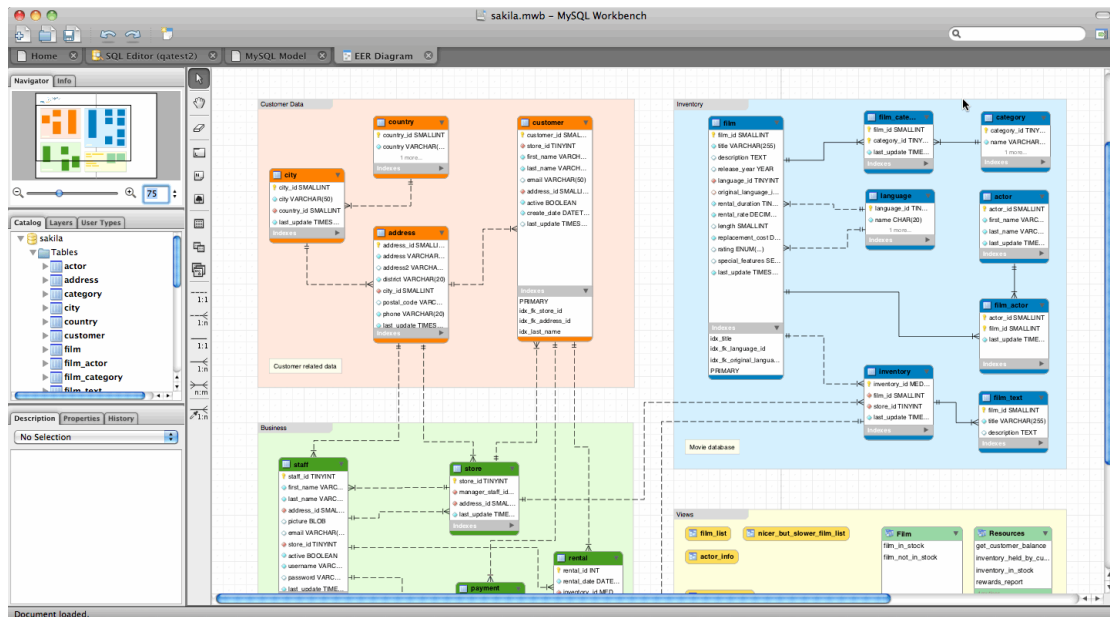 sakila.mwb – MySQL Workbench
Home
SQL Editor (qatest2)
MySQL Model
EER Diagram
Navigator
Info
75
Catalog
Layers
User Types
sakila
Tables
actor
address
category
city
country
customer
film
film_actor
film_category
film_text
Description
Properties
History
No Selection
1:1
1:n
1:1
1:n
n:m
1:n
Customer Data
country
country_id SMALLINT
country VARCHAR(...
1 more...
Indexes
city
city_id SMALLINT
city VARCHAR(50)
country_id SMALLINT
last_update TIMES...
Indexes
address
address_id SMALLI...
address VARCHAR...
address2 VARCHA...
district VARCHAR(20)
city_id SMALLINT
postal_code VARC...
phone VARCHAR(20)
last_update TIMES...
Indexes
customer
customer_id SMAL...
store_id TINYINT
first_name VARCH...
last_name VARCH...
email VARCHAR(50)
address_id SMALLI...
active BOOLEAN
create_date DATET...
last_update TIMES...
Indexes
PRIMARY
idx_fk_store_id
idx_fk_address_id
idx_last_name
Customer related data
Inventory
film
film_id SMALLINT
title VARCHAR(255)
description TEXT
release_year YEAR
language_id TINYINT
original_language_i...
rental_duration TIN...
rental_rate DECIM...
length SMALLINT
replacement_cost D...
rating ENUM(...)
special_features SE...
last_update TIMES...
Indexes
idx_title
idx_fk_language_id
idx_fk_original_langua...
PRIMARY
film_cate...
film_id SMALLINT
category_id TINY...
last_update TIME...
Indexes
category
category_id TINY...
name VARCHAR...
1 more...
Indexes
language
language_id TIN...
name CHAR(20)
1 more...
Indexes
actor
actor_id SMALLINT
first_name VARC...
last_name VARC...
last_update TIME...
Indexes
film_actor
actor_id SMALLINT
film_id SMALLINT
last_update TIME...
Indexes
inventory
inventory_id MED...
film_id SMALLINT
store_id TINYINT
last_update TIME...
Indexes
film_text
film_id SMALLINT
title VARCHAR(255)
description TEXT
Indexes
Movie database
Business
staff
staff_id TINYINT
first_name VARC...
last_name VARC...
address_id SMAL...
picture BLOB
email VARCHAR(...
store_id TINYINT
active BOOLEAN
username VARC...
password VARC...
last_update TIME...
store
store_id TINYINT
manager_staff_id...
address_id SMAL...
last_update TIME...
Indexes
payment
rental
rental_id INT
rental_date DATE...
inventory_id MED...
Views
film_list
nicer_but_slower_film_list
actor_info
Film
film_in_stock
film_not_in_stock
Resources
get_customer_balance
inventory_held_by_cu...
inventory_in_stock
rewards_report
Document loaded.